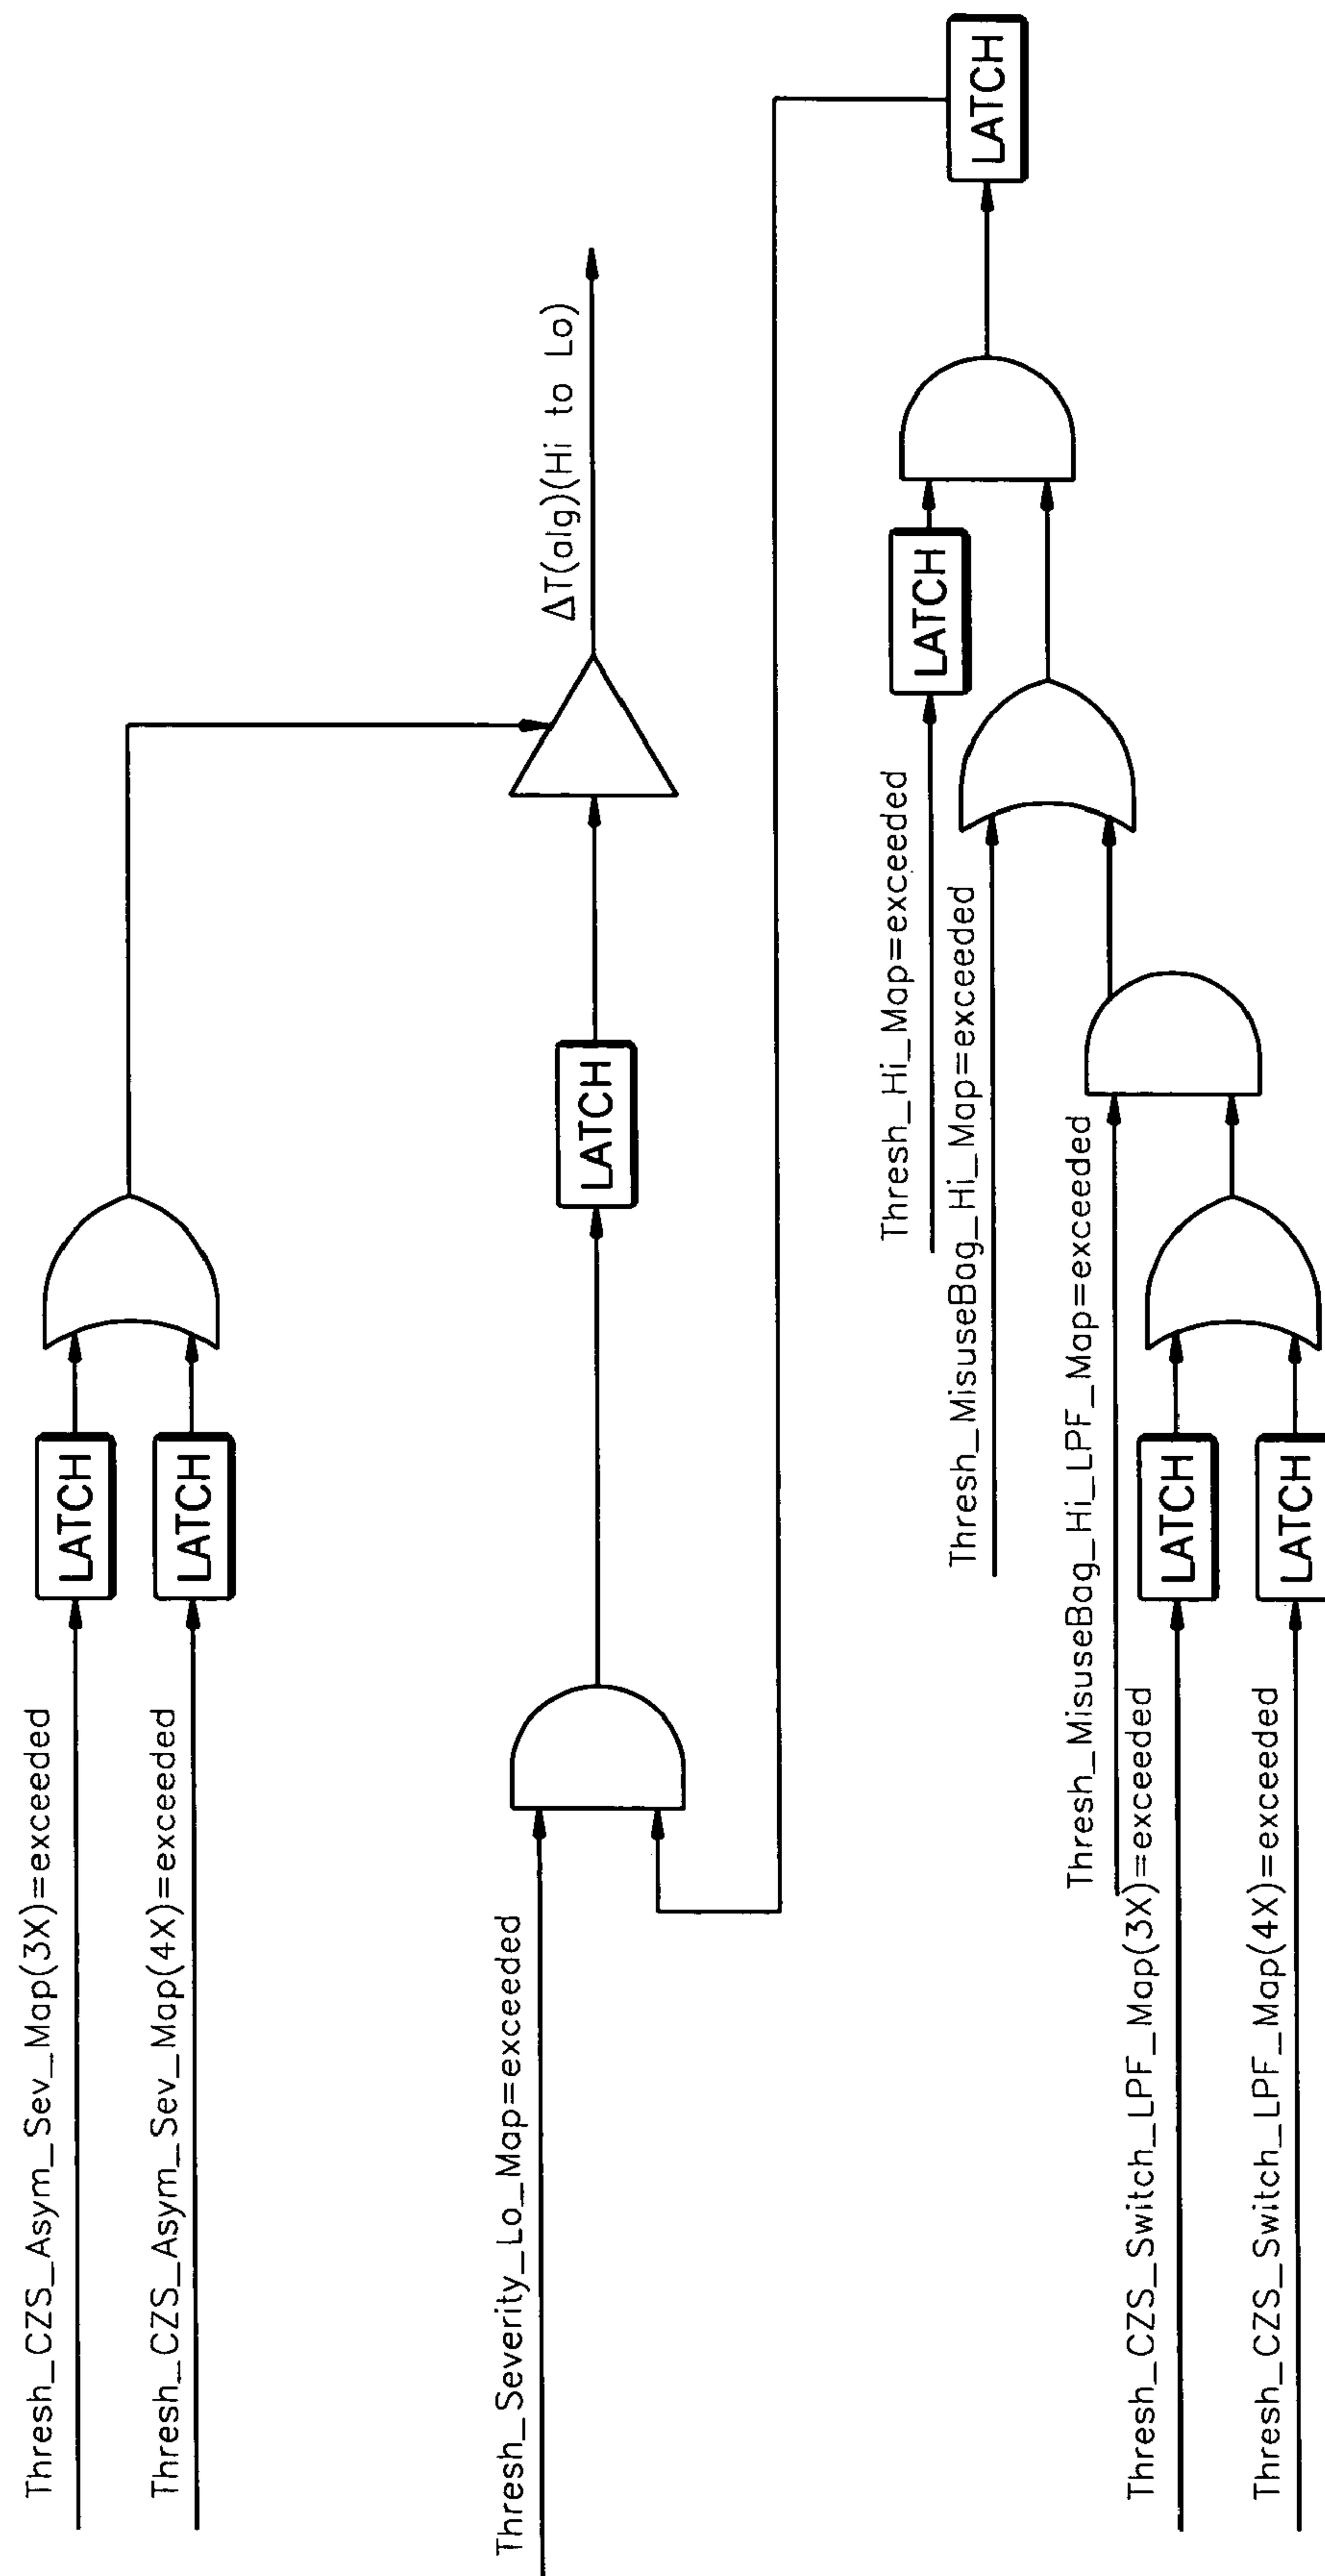 Thresh_CZS_Asym_Sev_Map(3X)=exceeded
LATCH
Thresh_CZS_Asym_Sev_Map(4X)=exceeded
LATCH
ΔT(alg)(Hi to Lo)
Thresh_Severity_Lo_Map=exceeded
LATCH
LATCH
Thresh_Hi_Map=exceeded
LATCH
Thresh_MisuseBag_Hi_Map=exceeded
Thresh_MisuseBag_Hi_LPF_Map=exceeded
Thresh_CZS_Switch_LPF_Map(3X)=exceeded
LATCH
Thresh_CZS_Switch_LPF_Map(4X)=exceeded
LATCH